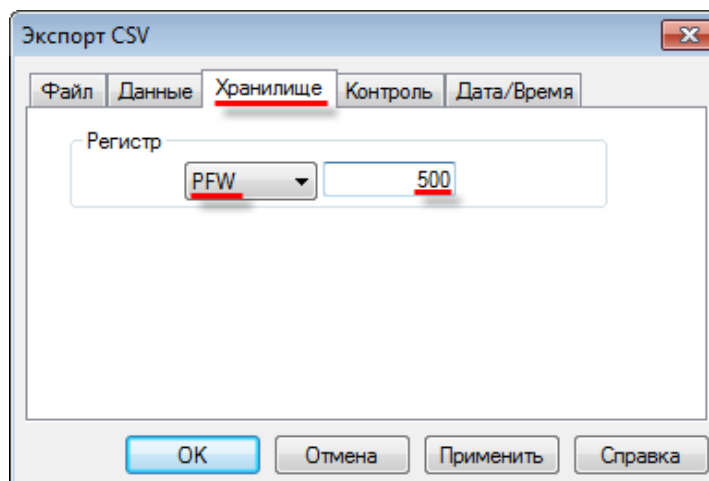 Экспорт CSV
Файл Данные Хранилище Контроль Дата/Время
Регистр
PFW 500
OK Отмена Применить Справка